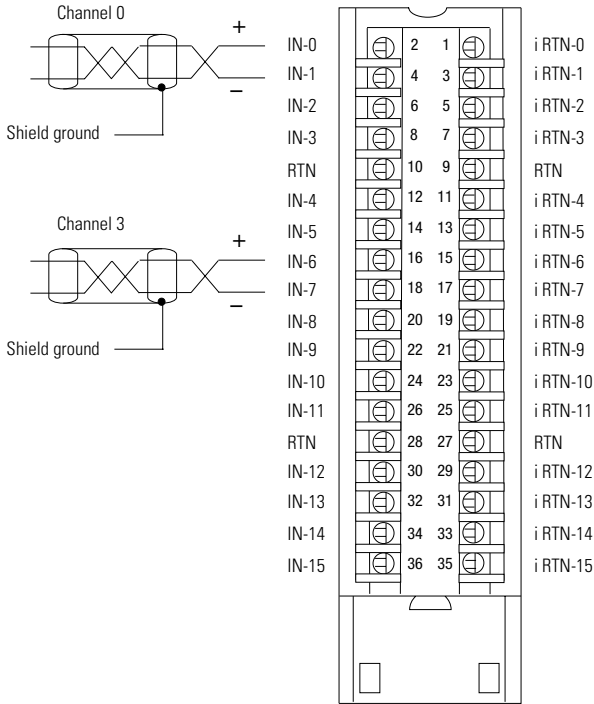 Channel 0
+
–
Shield ground
Channel 3
+
–
Shield ground
IN-0 2 1 i RTN-0
IN-1 4 3 i RTN-1
IN-2 6 5 i RTN-2
IN-3 8 7 i RTN-3
RTN 10 9 RTN
IN-4 12 11 i RTN-4
IN-5 14 13 i RTN-5
IN-6 16 15 i RTN-6
IN-7 18 17 i RTN-7
IN-8 20 19 i RTN-8
IN-9 22 21 i RTN-9
IN-10 24 23 i RTN-10
IN-11 26 25 i RTN-11
RTN 28 27 RTN
IN-12 30 29 i RTN-12
IN-13 32 31 i RTN-13
IN-14 34 33 i RTN-14
IN-15 36 35 i RTN-15